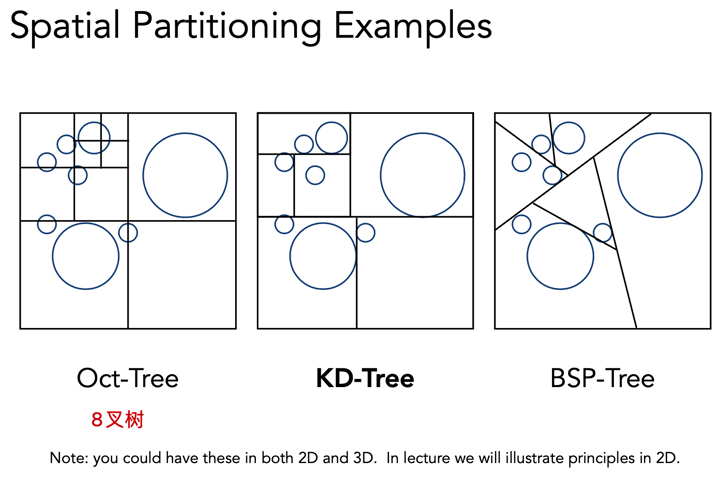 Spatial Partitioning Examples
Oct-Tree
KD-Tree
BSP-Tree
8叉树
Note: you could have these in both 2D and 3D. In lecture we will illustrate principles in 2D.